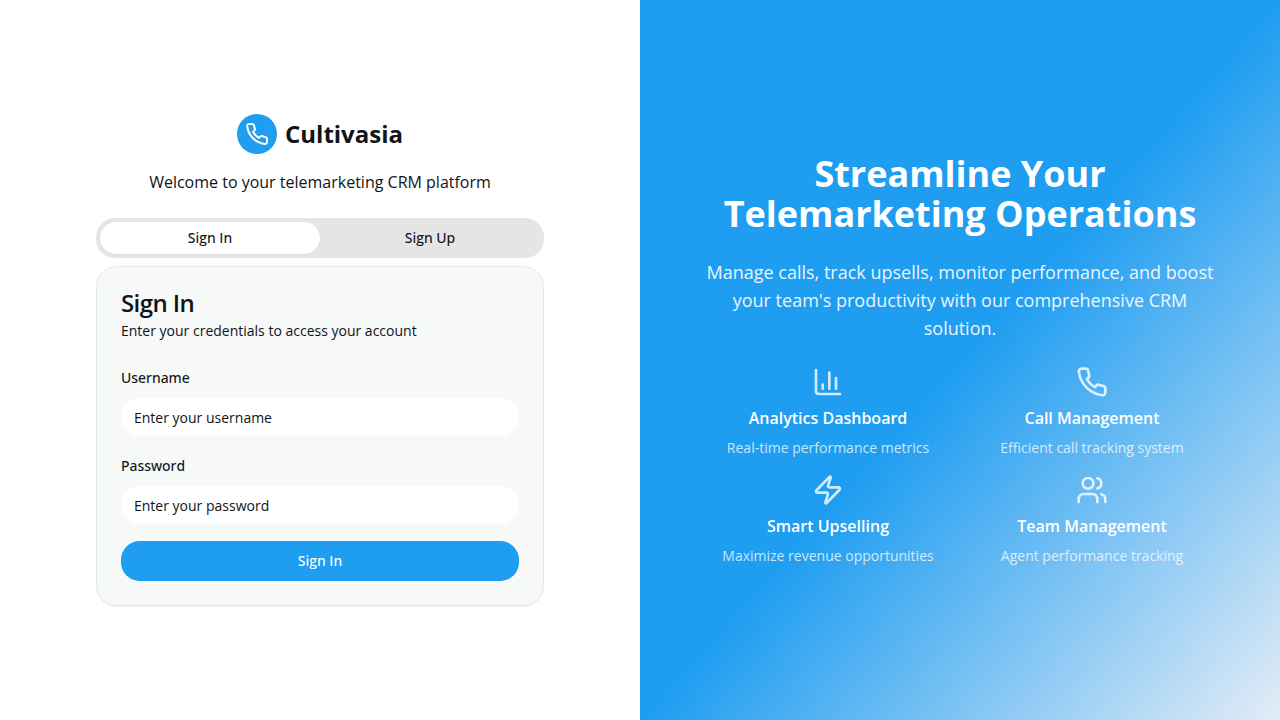 Cultivasia
Welcome to your telemarketing CRM platform
Sign In
Sign Up
Sign In
Enter your credentials to access your account
Username
Enter your username
Password
Enter your password
Sign In
Streamline Your
Telemarketing Operations
Manage calls, track upsells, monitor performance, and boost
your team's productivity with our comprehensive CRM
solution.
Analytics Dashboard
Real-time performance metrics
Call Management
Efficient call tracking system
Smart Upselling
Maximize revenue opportunities
Team Management
Agent performance tracking